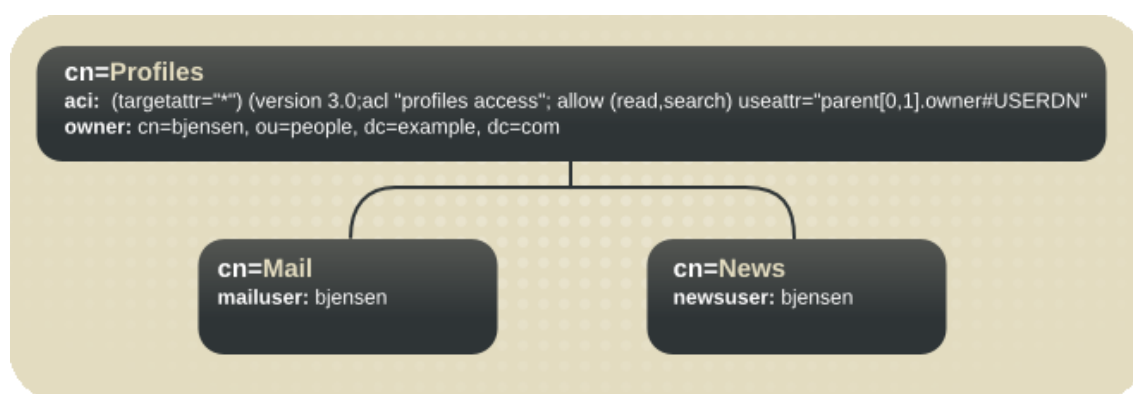 cn=Profiles
aci: (targetattr="*") (version 3.0;acl "profiles access"; allow (read,search) useattr="parent[0,1].owner#USERDN"
owner: cn=bjensen, ou=people, dc=example, dc=com
cn=Mail
mailuser: bjensen
cn=News
newsuser: bjensen